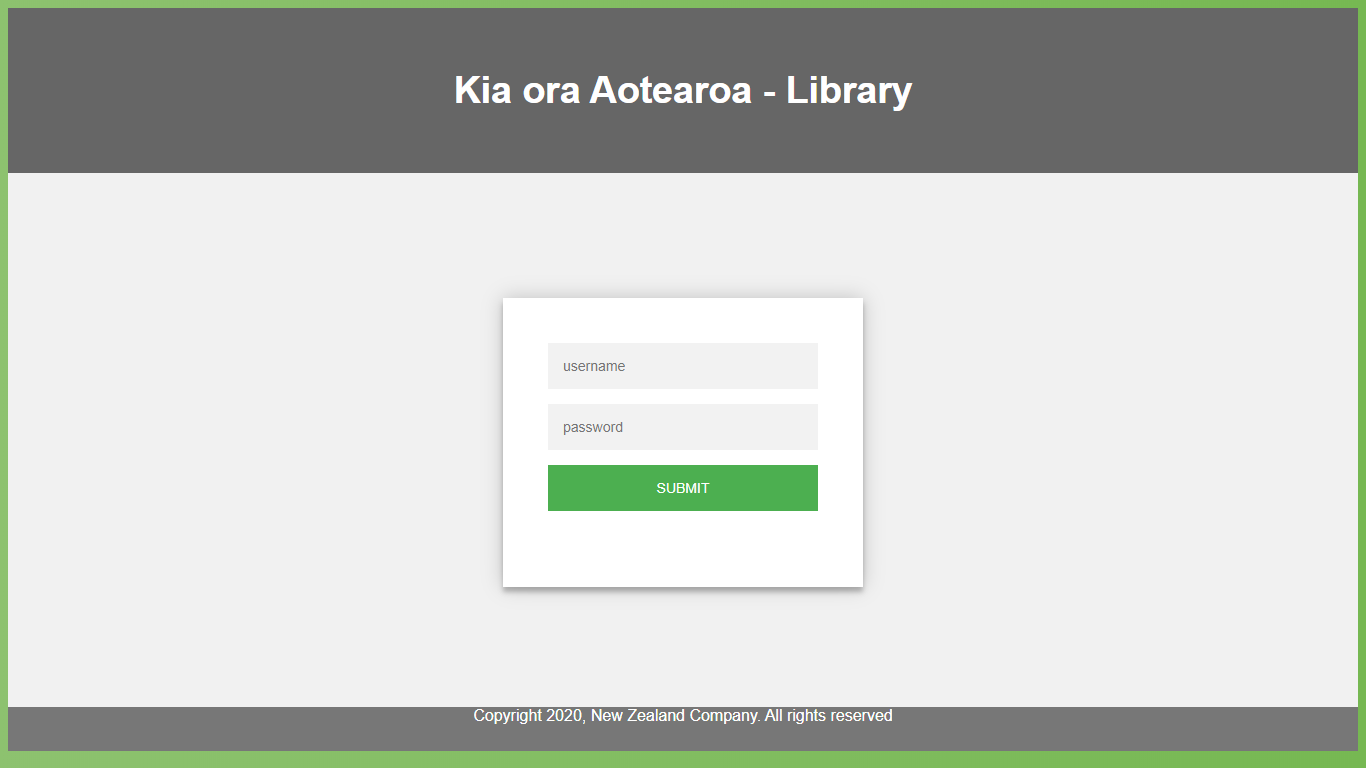 Kia ora Aotearoa - Library
username
password
SUBMIT
Copyright 2020, New Zealand Company. All rights reserved